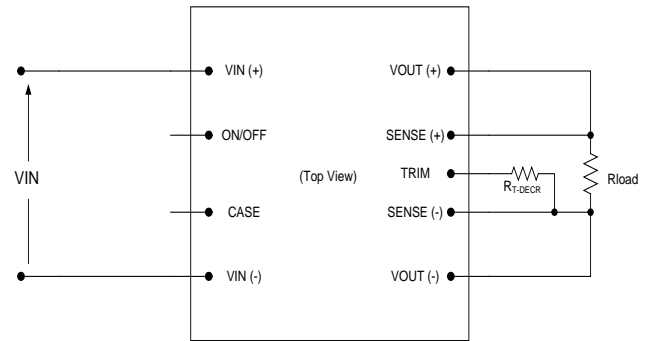 VIN (+)
VOUT (+)
ON/OFF
SENSE (+)
VIN
(Top View)
TRIM
R_T-DECR
Rload
CASE
SENSE (-)
VIN (-)
VOUT (-)